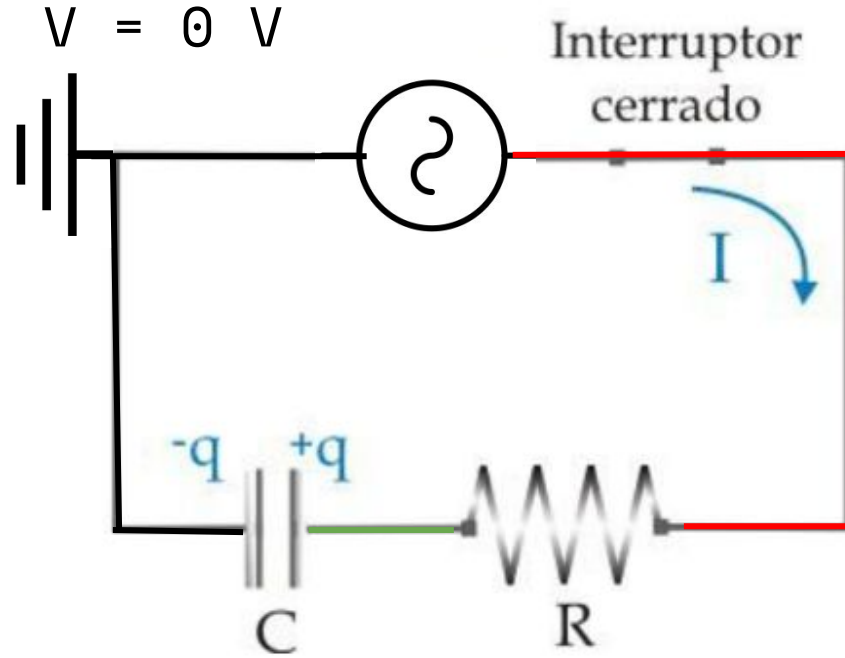 V = 0 V
Interruptor
cerrado
I
-q +q
C
R